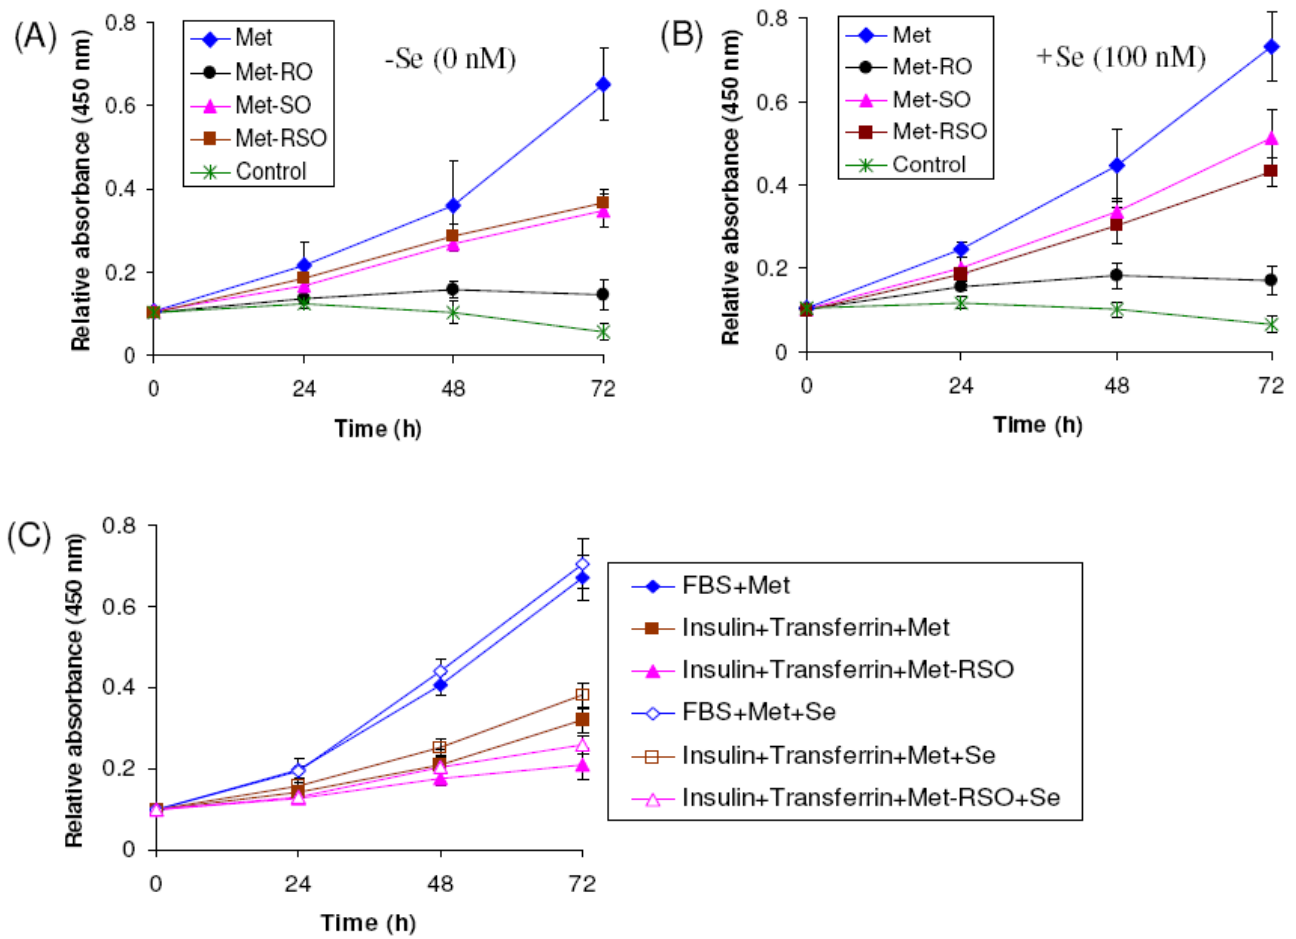 (A)
Relative absorbance (450 nm)
0.8
0.6
0.4
0.2
0
Met
Met-RO
Met-SO
Met-RSO
Control
-Se (0 nM)
0 24 48 72
Time (h)
(B)
Relative absorbance (450 nm)
0.8
0.6
0.4
0.2
0
Met
Met-RO
Met-SO
Met-RSO
Control
+Se (100 nM)
0 24 48 72
Time (h)
(C)
Relative absorbance (450 nm)
0.8
0.6
0.4
0.2
0
0 24 48 72
Time (h)
FBS+Met
Insulin+Transferrin+Met
Insulin+Transferrin+Met-RSO
FBS+Met+Se
Insulin+Transferrin+Met+Se
Insulin+Transferrin+Met-RSO+Se